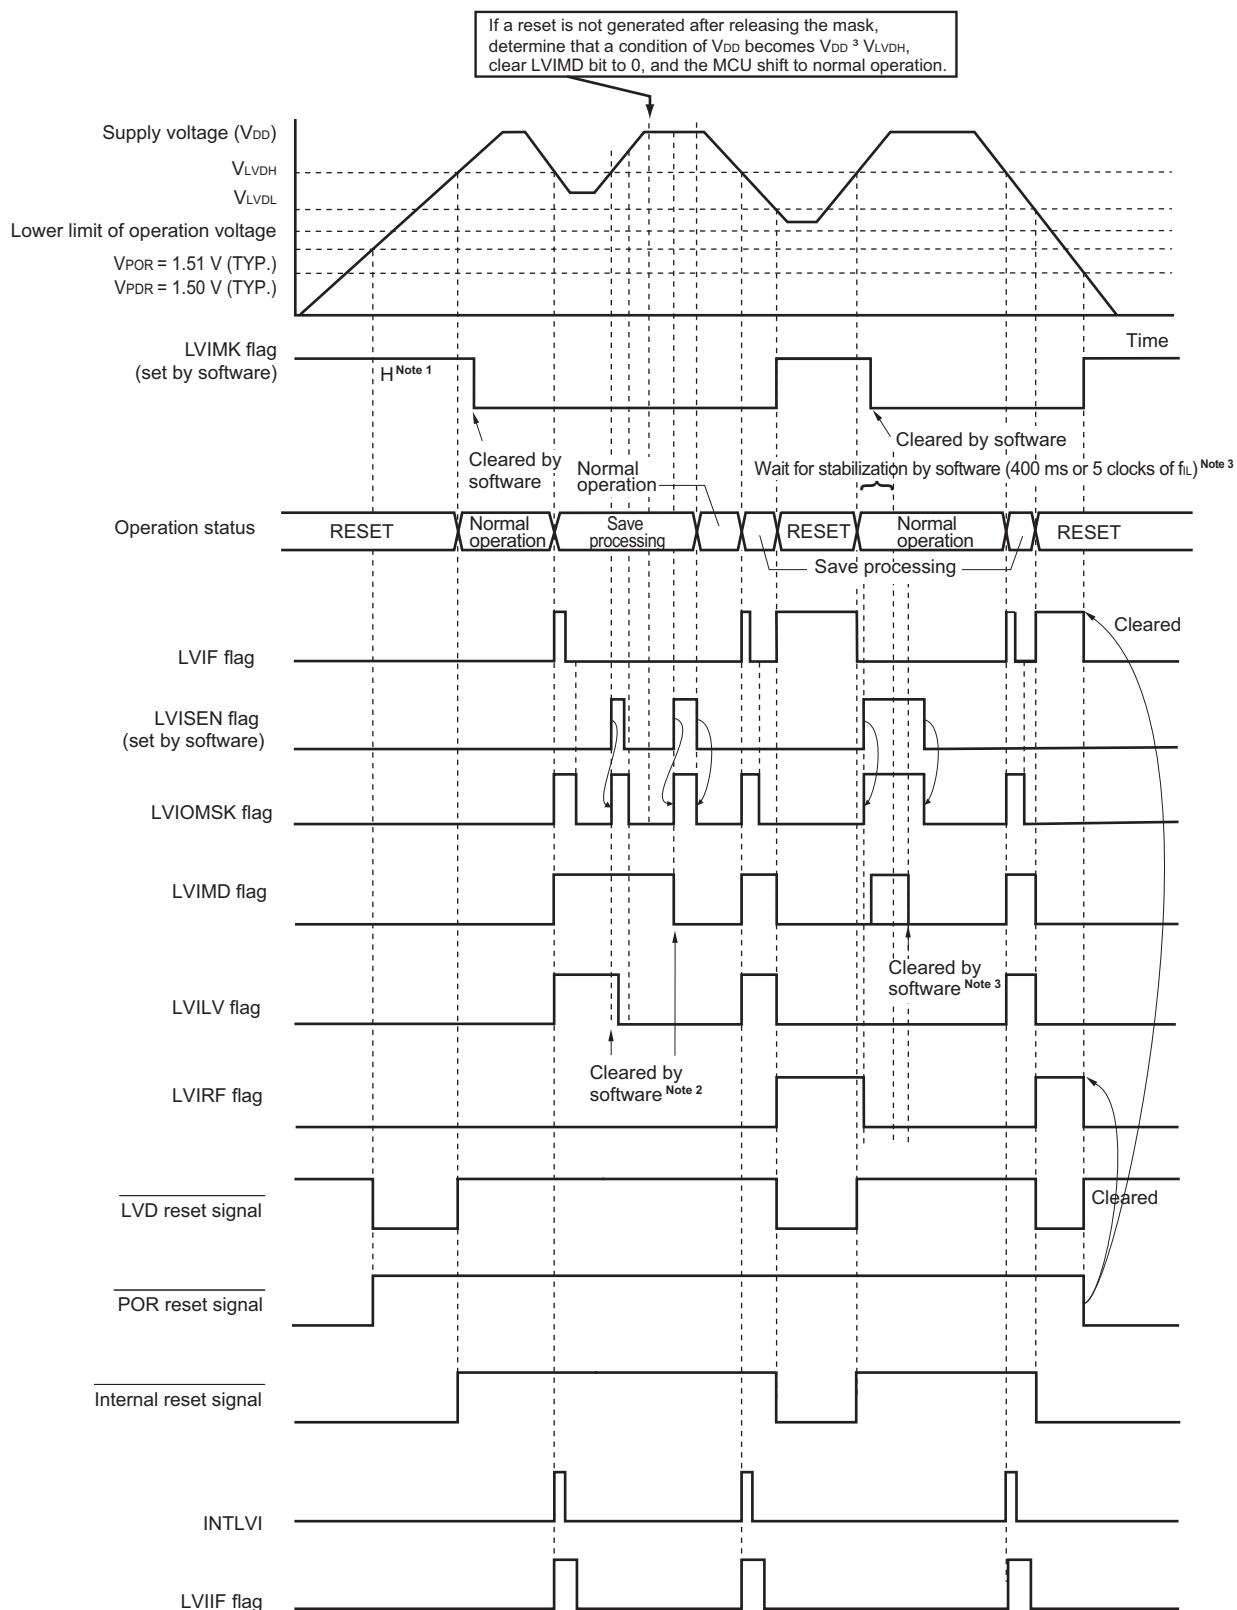 If a reset is not generated after releasing the mask,
determine that a condition of VDD becomes VDD ³ VLVDH,
clear LVIMD bit to 0, and the MCU shift to normal operation.
Supply voltage (VDD)
VLVDH
VLVDL
Lower limit of operation voltage
VPOR = 1.51 V (TYP.)
VPDR = 1.50 V (TYP.)
Time
LVIMK flag
(set by software)
H Note 1
Cleared by
software
Cleared by software
Normal
operation
Wait for stabilization by software (400 ms or 5 clocks of fIL) Note 3
Operation status
RESET
Normal
operation
Save
processing
RESET
Normal
operation
RESET
Save processing
LVIF flag
Cleared
LVISEN flag
(set by software)
LVIOMSK flag
LVIMD flag
Cleared by
software Note 3
LVILV flag
Cleared by
software Note 2
LVIRF flag
LVD reset signal
Cleared
POR reset signal
Internal reset signal
INTLVI
LVIIF flag